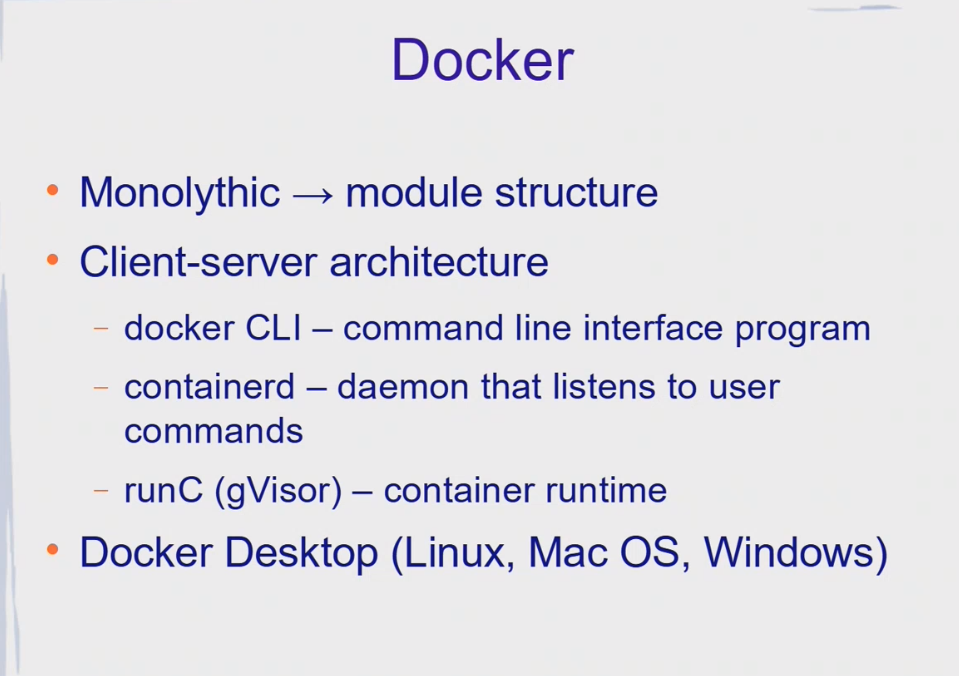 Docker
• Monolythic → module structure
• Client-server architecture
– docker CLI – command line interface program
– containerd – daemon that listens to user
commands
– runC (gVisor) – container runtime
• Docker Desktop (Linux, Mac OS, Windows)